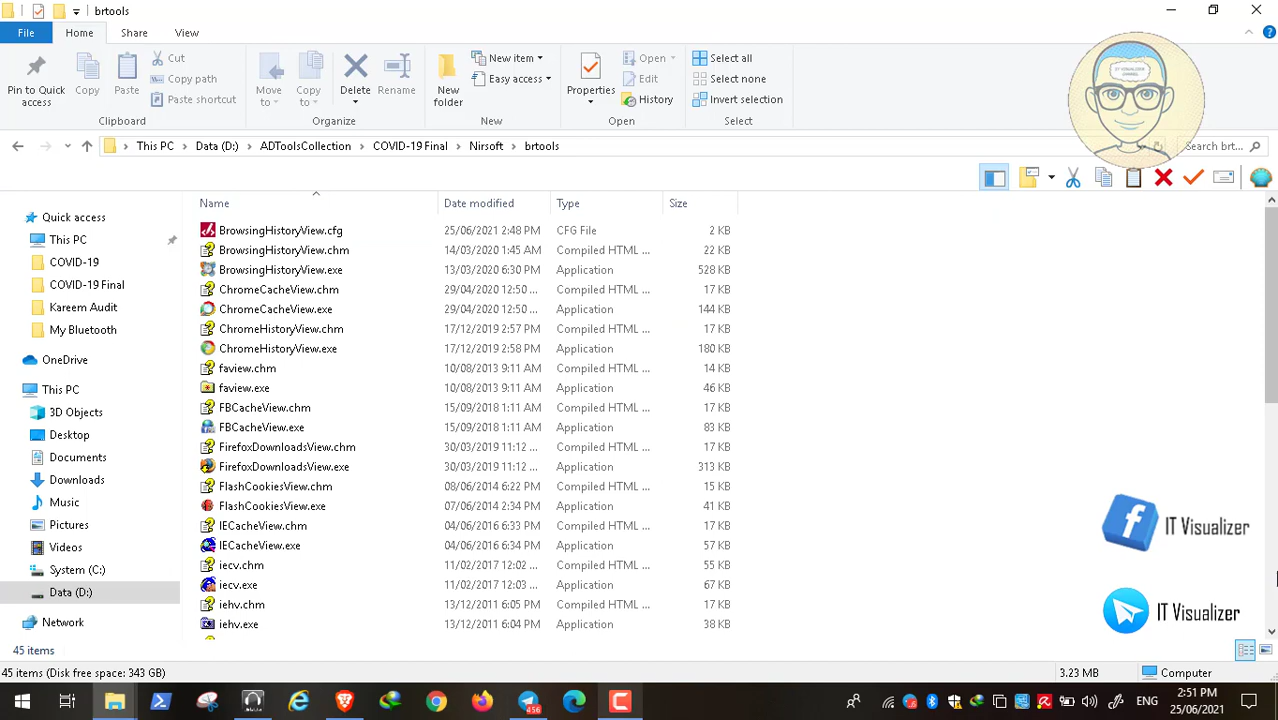 brtools
File Home Share View
Pin to Quick access
Copy
Paste
Cut
Copy path
Paste shortcut
Clipboard
Move to
Copy to
Delete
Rename
Organize
New folder
New item
Easy access
New
Properties
Open
Edit
History
Open
Select all
Select none
Invert selection
Select
IT VISUALIZER CHANNEL
This PC > Data (D:) > ADToolsCollection > COVID-19 Final > Nirsoft > brtools
Search brt...
Quick access
This PC
COVID-19
COVID-19 Final
Kareem Audit
My Bluetooth
OneDrive
This PC
3D Objects
Desktop
Documents
Downloads
Music
Pictures
Videos
System (C:)
Data (D:)
Network
Name Date modified Type Size
BrowsingHistoryView.cfg 25/06/2021 2:48 PM CFG File 2 KB
BrowsingHistoryView.chm 14/03/2020 1:45 AM Compiled HTML ... 22 KB
BrowsingHistoryView.exe 13/03/2020 6:30 PM Application 528 KB
ChromeCacheView.chm 29/04/2020 12:50 ... Compiled HTML ... 17 KB
ChromeCacheView.exe 29/04/2020 12:50 ... Application 144 KB
ChromeHistoryView.chm 17/12/2019 2:57 PM Compiled HTML ... 17 KB
ChromeHistoryView.exe 17/12/2019 2:58 PM Application 180 KB
faview.chm 10/08/2013 9:11 AM Compiled HTML ... 14 KB
faview.exe 10/08/2013 9:11 AM Application 46 KB
FBCacheView.chm 15/09/2018 1:11 AM Compiled HTML ... 17 KB
FBCacheView.exe 15/09/2018 1:11 AM Application 83 KB
FirefoxDownloadsView.chm 30/03/2019 11:12 ... Compiled HTML ... 17 KB
FirefoxDownloadsView.exe 30/03/2019 11:12 ... Application 313 KB
FlashCookiesView.chm 08/06/2014 6:22 PM Compiled HTML ... 15 KB
FlashCookiesView.exe 07/06/2014 2:34 PM Application 41 KB
IECacheView.chm 04/06/2016 6:33 PM Compiled HTML ... 17 KB
IECacheView.exe 04/06/2016 6:34 PM Application 57 KB
iecv.chm 11/02/2017 12:02 ... Compiled HTML ... 55 KB
iecv.exe 11/02/2017 12:03 ... Application 67 KB
iehv.chm 13/12/2011 6:05 PM Compiled HTML ... 17 KB
iehv.exe 13/12/2011 6:04 PM Application 38 KB
IT Visualizer
IT Visualizer
45 items
45 items (Disk free space: 343 GB)
3.23 MB
Computer
456
ENG
2:51 PM
25/06/2021